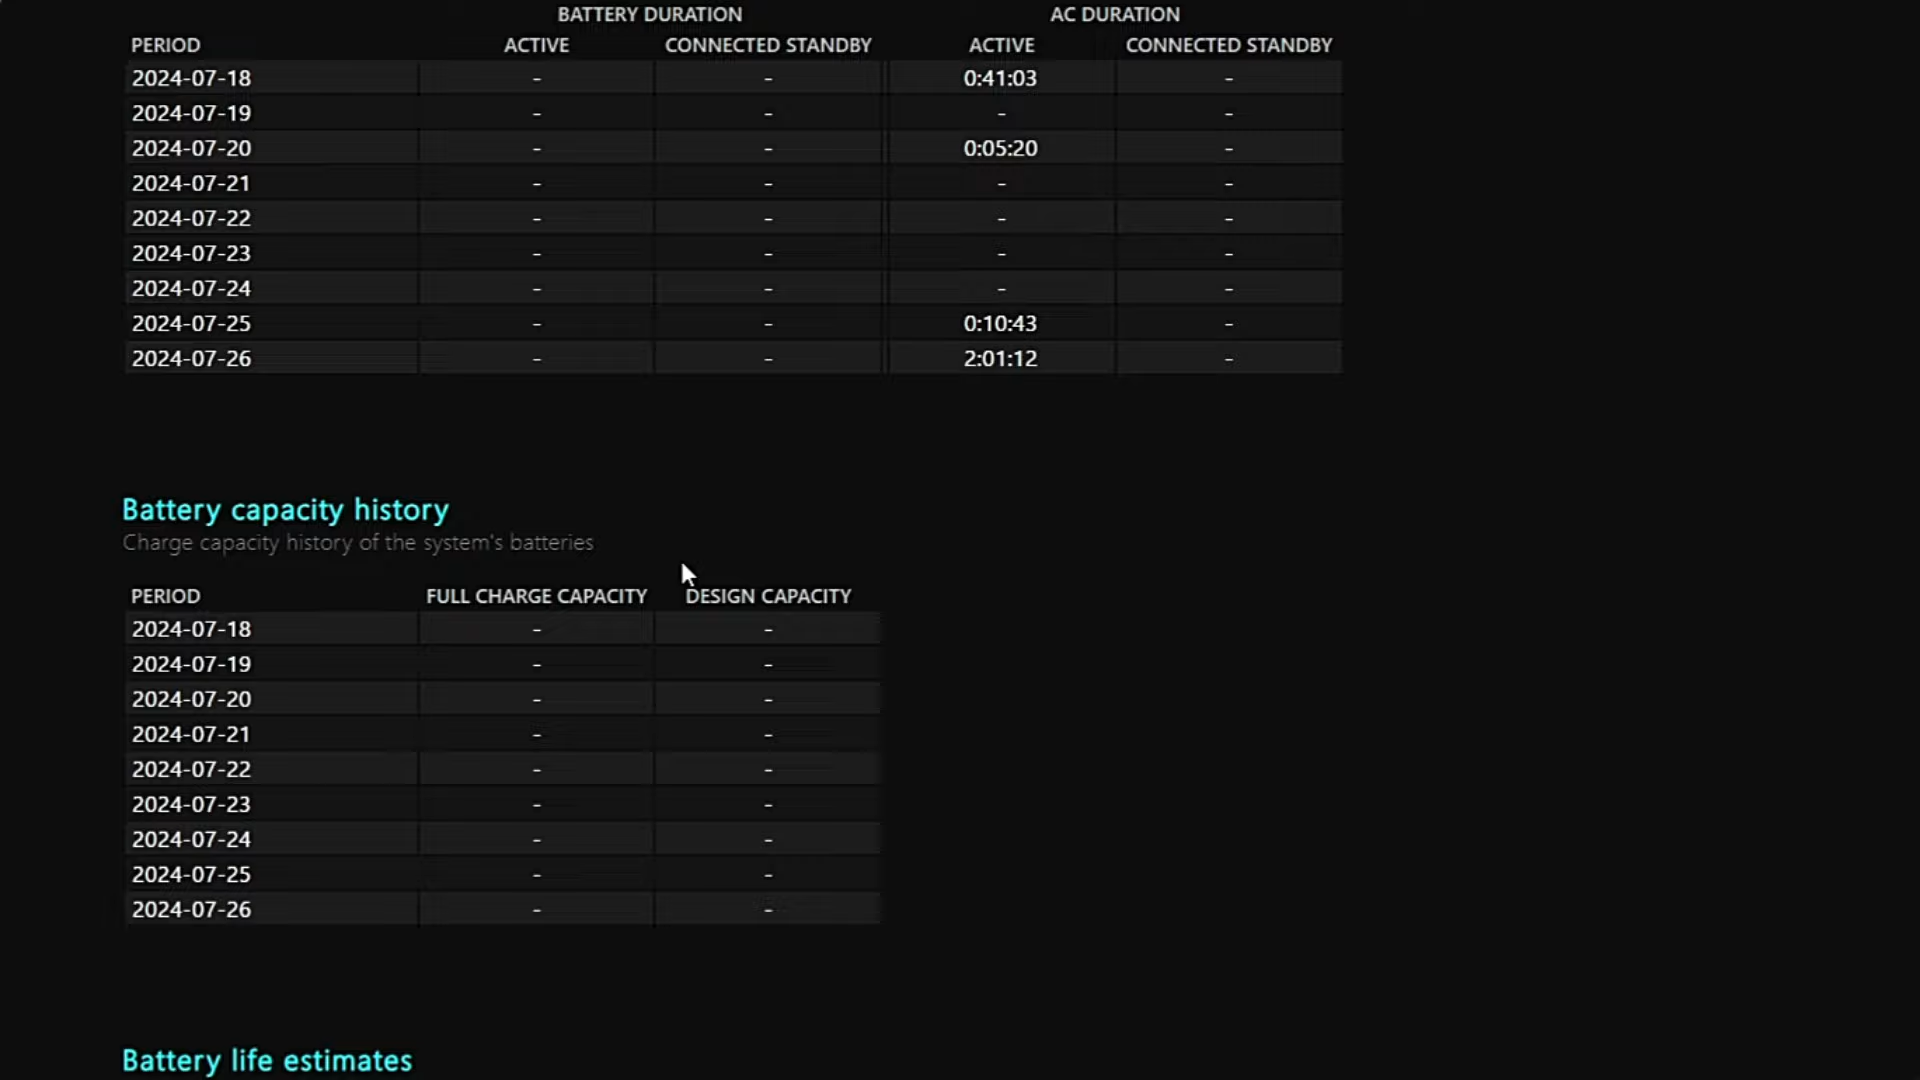 BATTERY DURATION AC DURATION
PERIOD ACTIVE CONNECTED STANDBY ACTIVE CONNECTED STANDBY
2024-07-18 - - 0:41:03 -
2024-07-19 - - - -
2024-07-20 - - 0:05:20 -
2024-07-21 - - - -
2024-07-22 - - - -
2024-07-23 - - - -
2024-07-24 - - - -
2024-07-25 - - 0:10:43 -
2024-07-26 - - 2:01:12 -
Battery capacity history
Charge capacity history of the system's batteries
PERIOD FULL CHARGE CAPACITY DESIGN CAPACITY
2024-07-18 - -
2024-07-19 - -
2024-07-20 - -
2024-07-21 - -
2024-07-22 - -
2024-07-23 - -
2024-07-24 - -
2024-07-25 - -
2024-07-26 - -
Battery life estimates